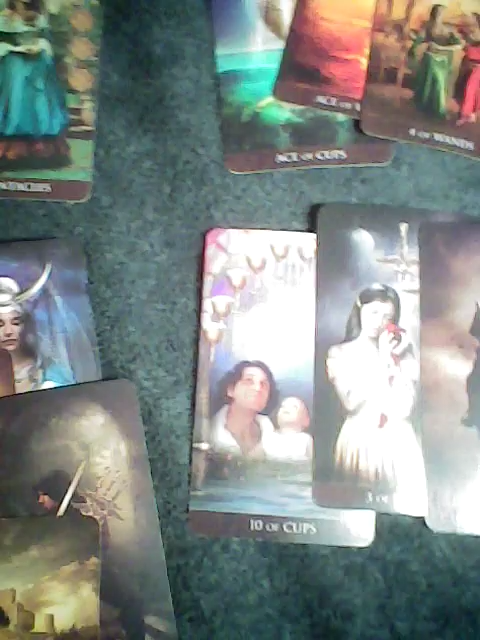 ACE OF CUPS
ACE OF
4 OF WANDS
10 OF CUPS
3 OF